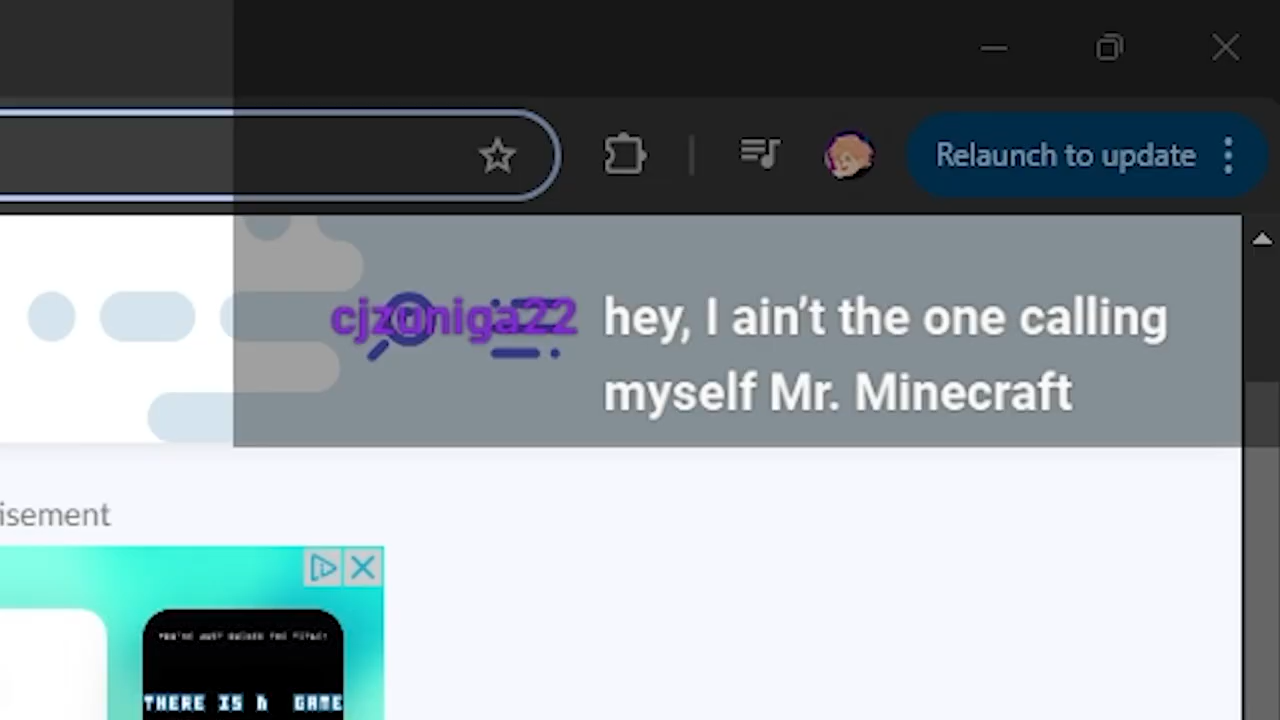 Relaunch to update
cjzuniga22 hey, I ain’t the one calling
myself Mr. Minecraft
isement
THERE IS GAME